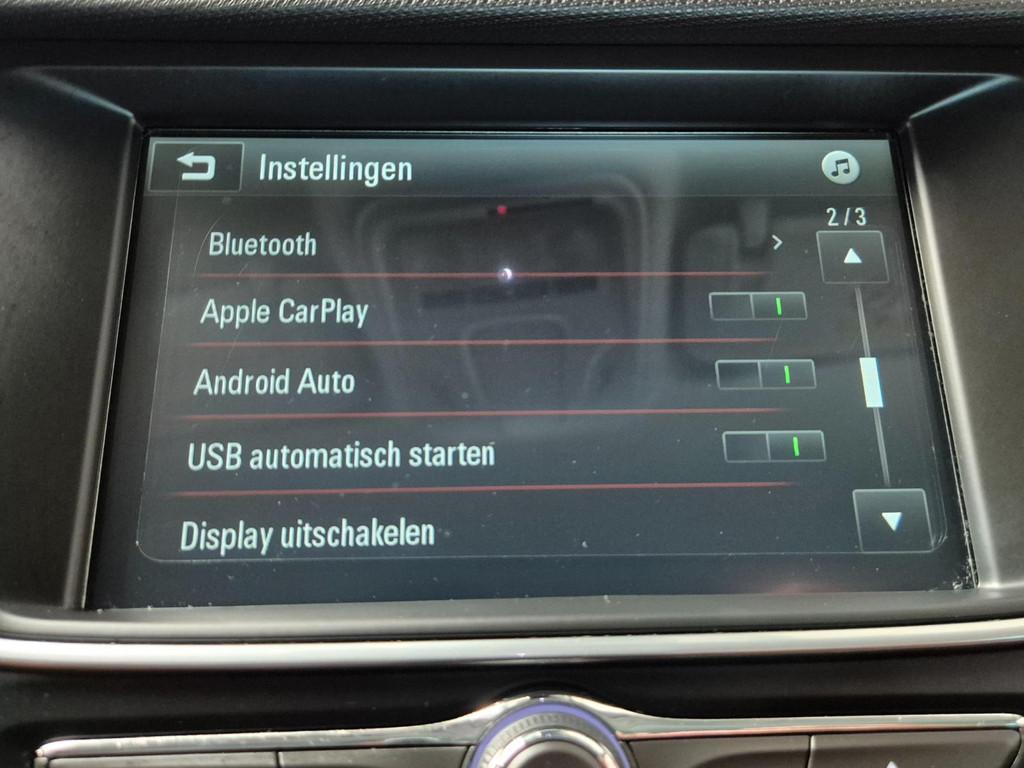 Instellingen
2/3
Bluetooth
Apple CarPlay
Android Auto
USB automatisch starten
Display uitschakelen